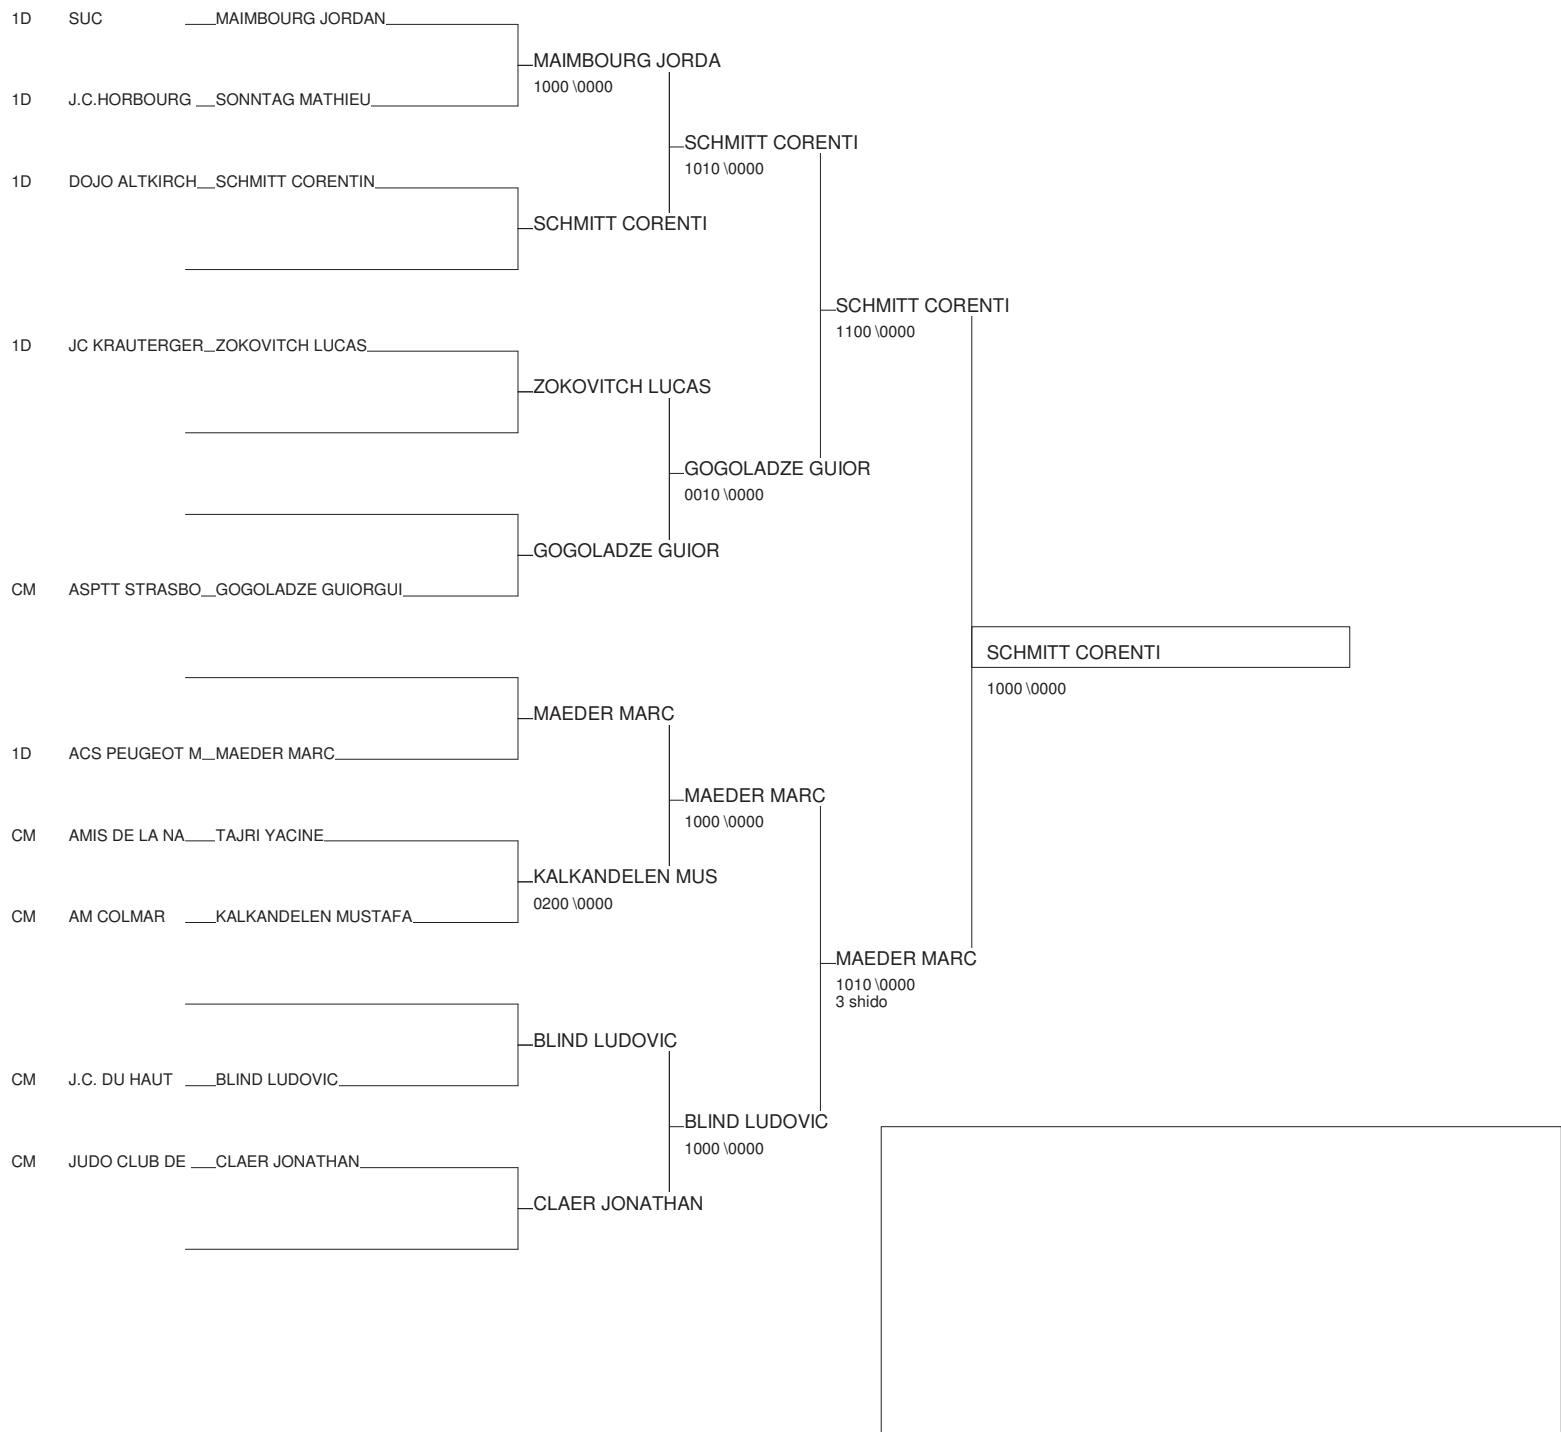 1D SUC MAIMBOURG JORDAN
MAIMBOURG JORDA
1000 \0000
1D J.C.HORBOURG SONNTAG MATHIEU
SCHMITT CORENTI
1010 \0000
1D DOJO ALTKIRCH SCHMITT CORENTIN
SCHMITT CORENTI
SCHMITT CORENTI
1100 \0000
1D JC KRAUTERGER ZOKOVITCH LUCAS
ZOKOVITCH LUCAS
GOGOLADZE GUIOR
0010 \0000
GOGOLADZE GUIOR
CM ASPTT STRASBO GOGOLADZE GUIORGUI
SCHMITT CORENTI
1000 \0000
MAEDER MARC
1D ACS PEUGEOT M MAEDER MARC
MAEDER MARC
1000 \0000
CM AMIS DE LA NA TAJRI YACINE
KALKANDELEN MUS
0200 \0000
CM AM COLMAR KALKANDELEN MUSTAFA
MAEDER MARC
1010 \0000
3 shido
BLIND LUDOVIC
CM J.C. DU HAUT BLIND LUDOVIC
BLIND LUDOVIC
1000 \0000
CM JUDO CLUB DE CLAER JONATHAN
CLAER JONATHAN